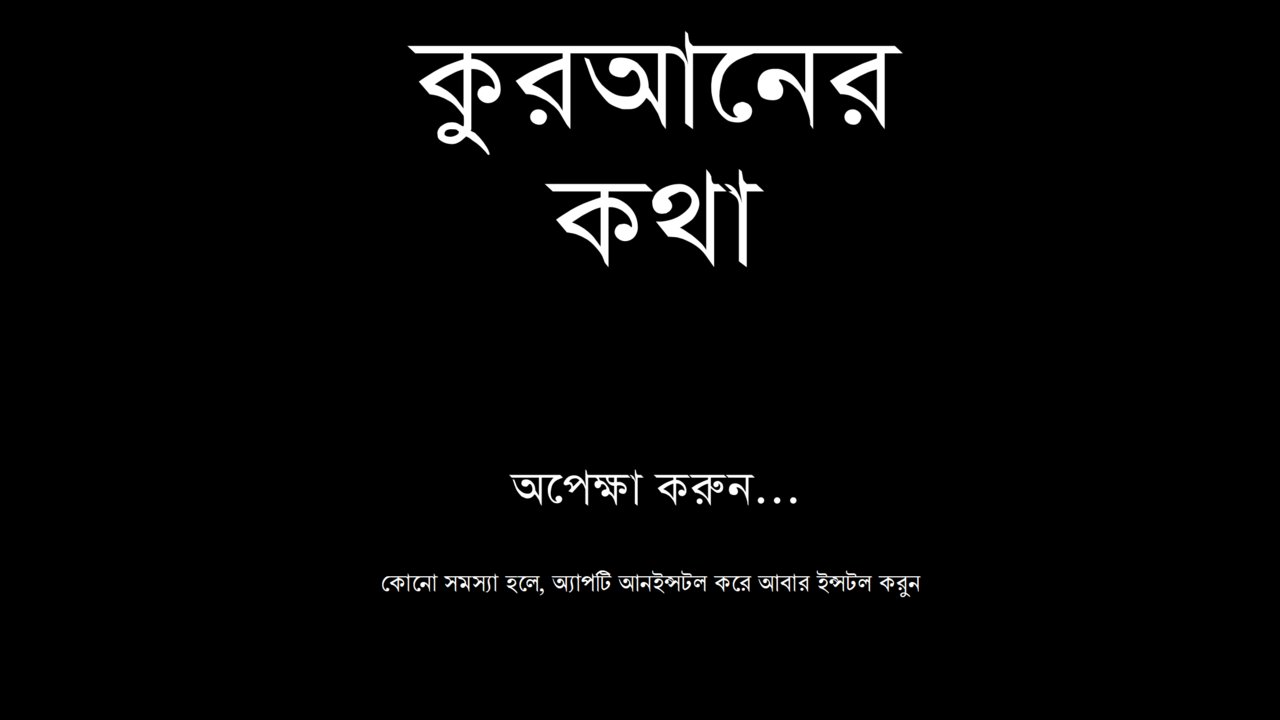 কুরআনের
কথা
অপেক্ষা করুন...
কোনো সমস্যা হলে, অ্যাপটি আনইন্সটল করে আবার ইন্সটল করুন